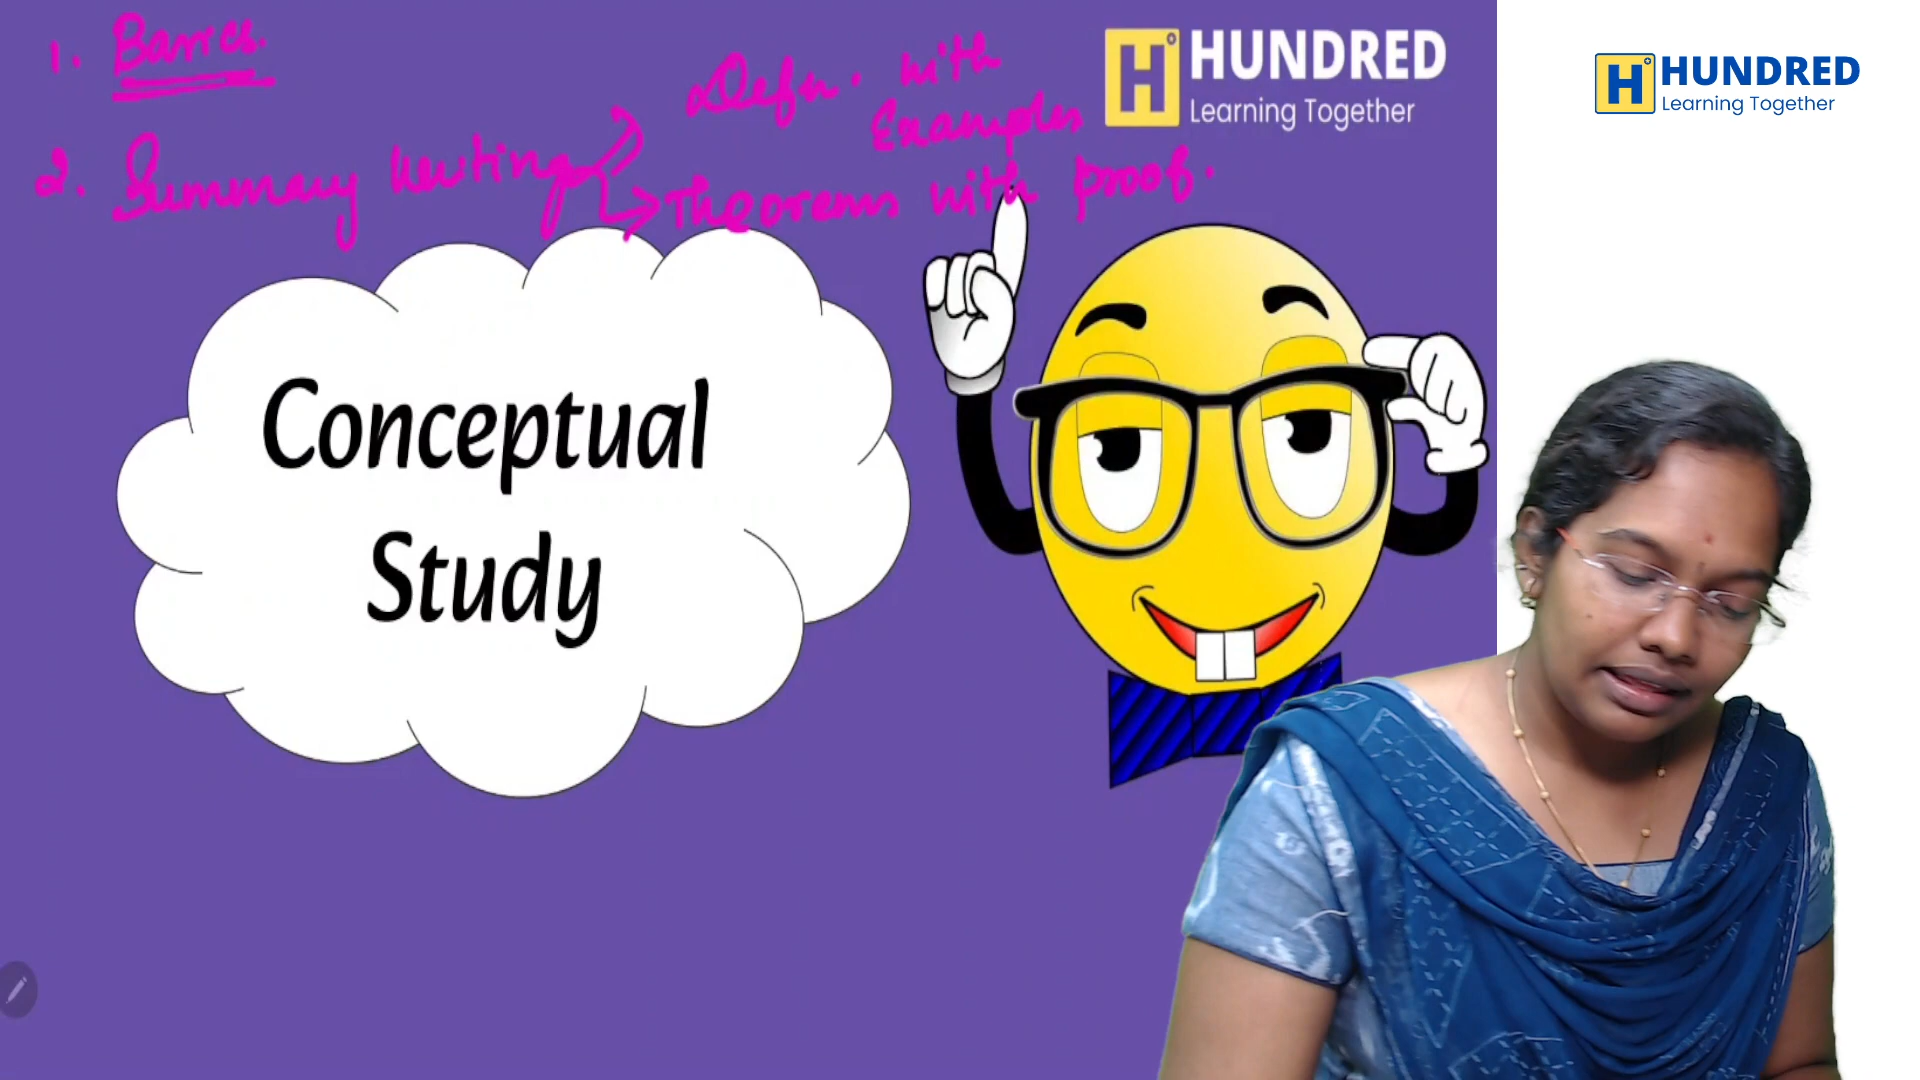 1. Basics.
2. Summary Writing
Defn. with
Examples
Theorems with proof.
H HUNDRED
Learning Together
Conceptual
Study
H HUNDRED
Learning Together